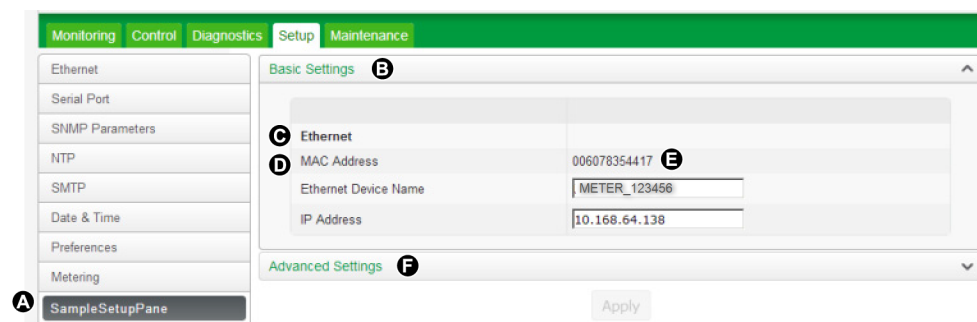 Monitoring Control Diagnostics Setup Maintenance
Ethernet
Serial Port
SNMP Parameters
NTP
SMTP
Date & Time
Preferences
Metering
A SampleSetupPane
Basic Settings B
C Ethernet
D MAC Address 006078354417 E
Ethernet Device Name METER_123456
IP Address 10.168.64.138
Advanced Settings F
Apply